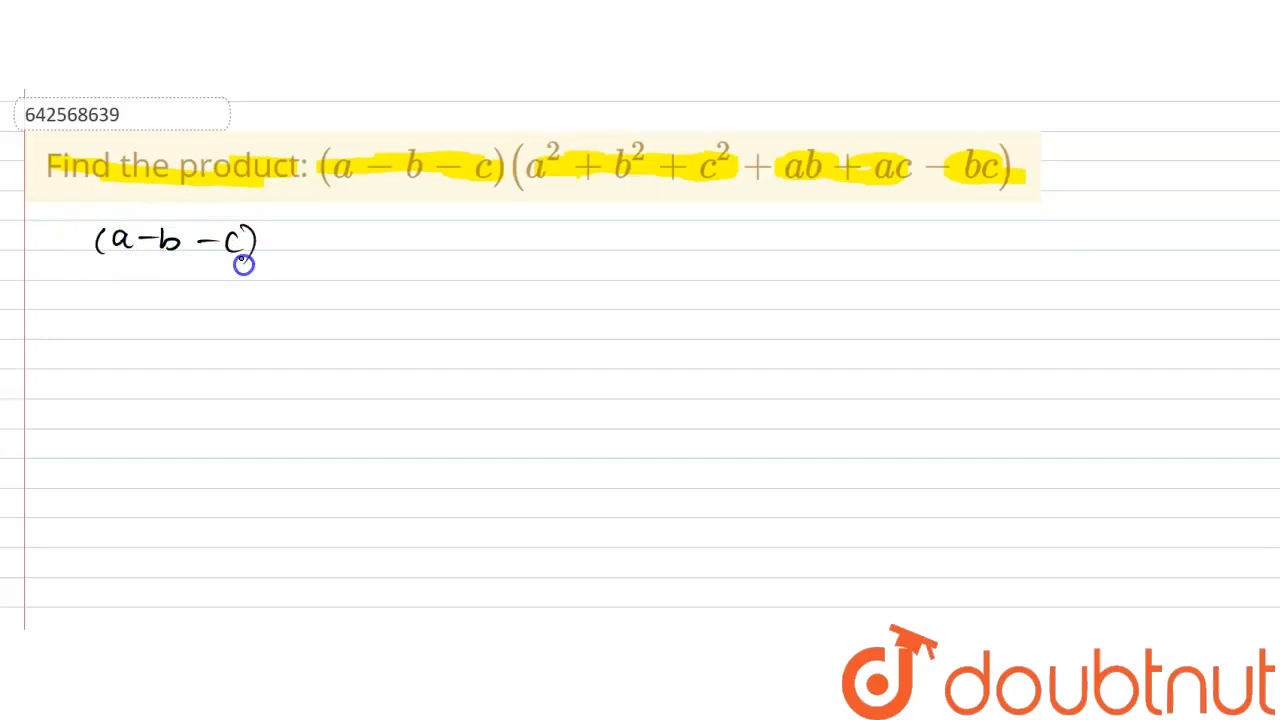 642568639
Find the product: (a − b − c)(a² + b² + c² + ab + ac − bc)
(a-b -c)
doubtnut